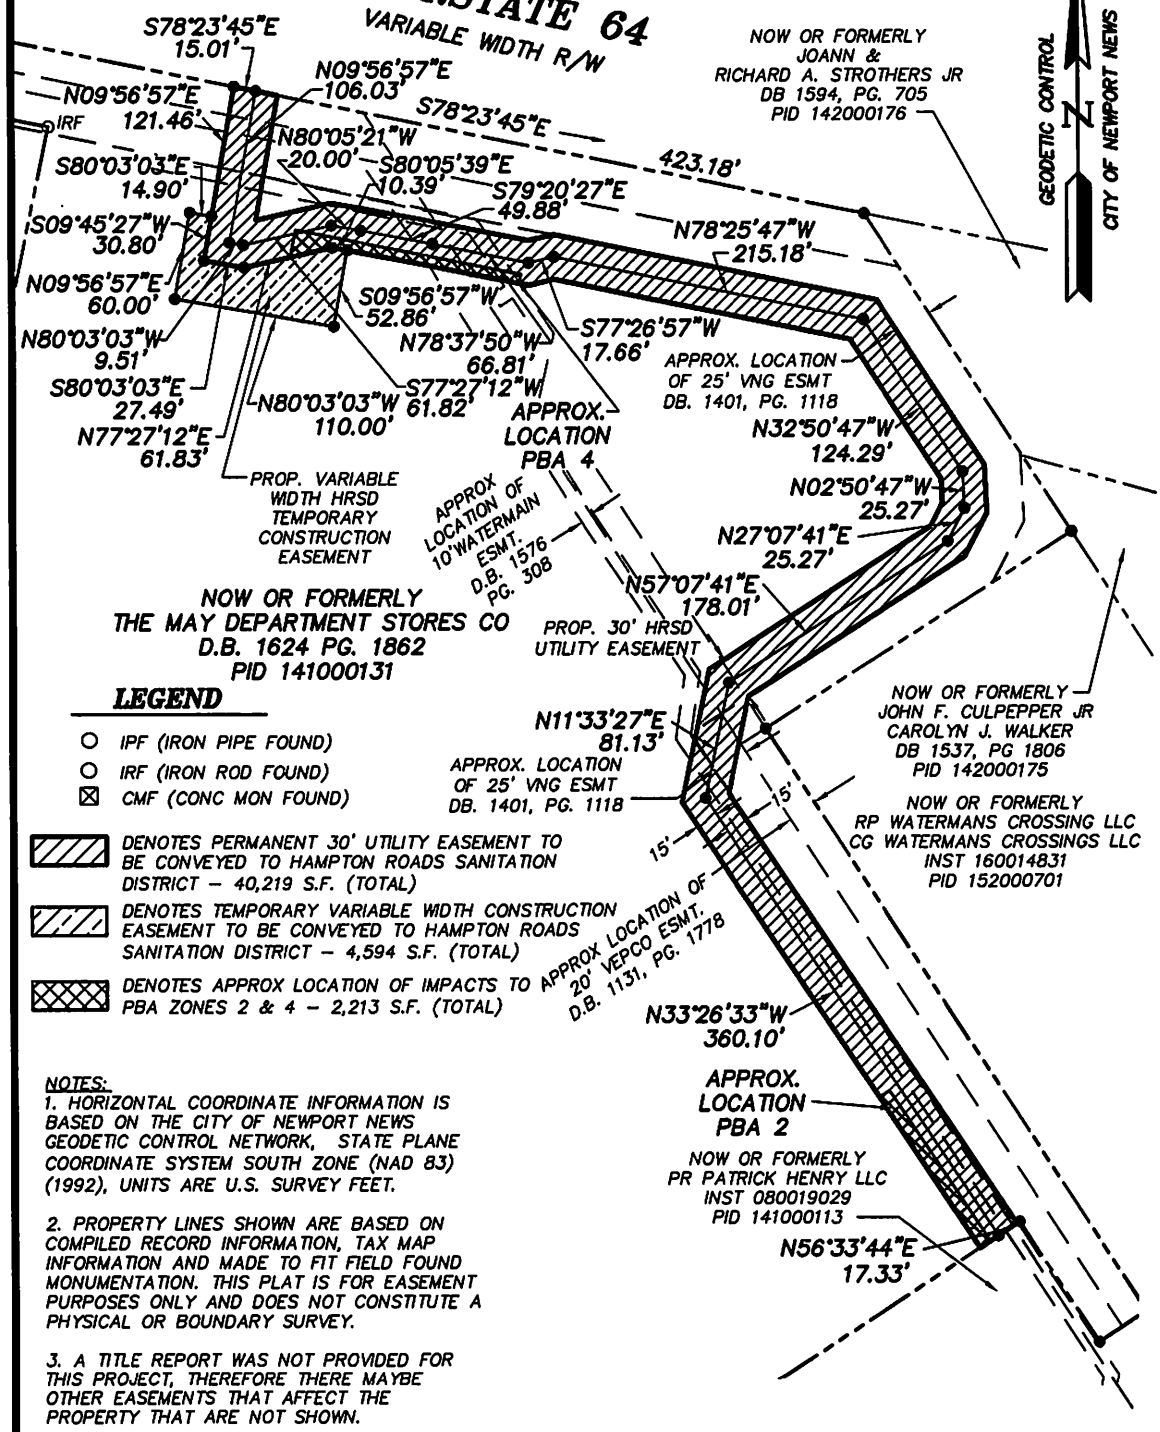 INTERSTATE 64
VARIABLE WIDTH R/W
S78°23'45"E
15.01'
N09°56'57"E
106.03'
N09°56'57"E
121.46'
IRF
S78°23'45"E
423.18'
N80°05'21"W
20.00'
S80°05'39"E
10.39'
S80°03'03"E
14.90'
S79°20'27"E
49.88'
S09°45'27"W
30.80'
N78°25'47"W
215.18'
N09°56'57"E
60.00'
S09°56'57"W
52.86'
N80°03'03"W
9.51'
N78°37'50"W
66.81'
S77°26'57"W
17.66'
S80°03'03"E
27.49'
N80°03'03"W
110.00'
S77°27'12"W
61.82'
N77°27'12"E
61.83'
NOW OR FORMERLY
JOANN &
RICHARD A. STROTHERS JR
DB 1594, PG. 705
PID 142000176
GEODETIC CONTROL
N
CITY OF NEWPORT NEWS
APPROX. LOCATION
OF 25' VNG ESMT
DB. 1401, PG. 1118
APPROX.
LOCATION
PBA 4
N32°50'47"W
124.29'
N02°50'47"W
25.27'
N27°07'41"E
25.27'
PROP. VARIABLE
WIDTH HRSD
TEMPORARY
CONSTRUCTION
EASEMENT
APPROX
LOCATION OF
10'WATERMAIN
ESMT.
D.B. 1576
PG. 308
N57°07'41"E
178.01'
NOW OR FORMERLY
THE MAY DEPARTMENT STORES CO
D.B. 1624 PG. 1862
PID 141000131
PROP. 30' HRSD
UTILITY EASEMENT
LEGEND
IPF (IRON PIPE FOUND)
IRF (IRON ROD FOUND)
CMF (CONC MON FOUND)
N11°33'27"E
81.13'
APPROX. LOCATION
OF 25' VNG ESMT
DB. 1401, PG. 1118
NOW OR FORMERLY
JOHN F. CULPEPPER JR
CAROLYN J. WALKER
DB 1537, PG 1806
PID 142000175
NOW OR FORMERLY
RP WATERMANS CROSSING LLC
CG WATERMANS CROSSINGS LLC
INST 160014831
PID 152000701
15'
15'
DENOTES PERMANENT 30' UTILITY EASEMENT TO
BE CONVEYED TO HAMPTON ROADS SANITATION
DISTRICT – 40,219 S.F. (TOTAL)
DENOTES TEMPORARY VARIABLE WIDTH CONSTRUCTION
EASEMENT TO BE CONVEYED TO HAMPTON ROADS
SANITATION DISTRICT – 4,594 S.F. (TOTAL)
DENOTES APPROX LOCATION OF IMPACTS TO
PBA ZONES 2 & 4 – 2,213 S.F. (TOTAL)
APPROX LOCATION OF
20' VEPCO ESMT.
D.B. 1131, PG. 1778
N33°26'33"W
360.10'
APPROX.
LOCATION
PBA 2
NOW OR FORMERLY
PR PATRICK HENRY LLC
INST 080019029
PID 141000113
N56°33'44"E
17.33'
NOTES:
1. HORIZONTAL COORDINATE INFORMATION IS
BASED ON THE CITY OF NEWPORT NEWS
GEODETIC CONTROL NETWORK, STATE PLANE
COORDINATE SYSTEM SOUTH ZONE (NAD 83)
(1992), UNITS ARE U.S. SURVEY FEET.
2. PROPERTY LINES SHOWN ARE BASED ON
COMPILED RECORD INFORMATION, TAX MAP
INFORMATION AND MADE TO FIT FIELD FOUND
MONUMENTATION. THIS PLAT IS FOR EASEMENT
PURPOSES ONLY AND DOES NOT CONSTITUTE A
PHYSICAL OR BOUNDARY SURVEY.
3. A TITLE REPORT WAS NOT PROVIDED FOR
THIS PROJECT, THEREFORE THERE MAYBE
OTHER EASEMENTS THAT AFFECT THE
PROPERTY THAT ARE NOT SHOWN.